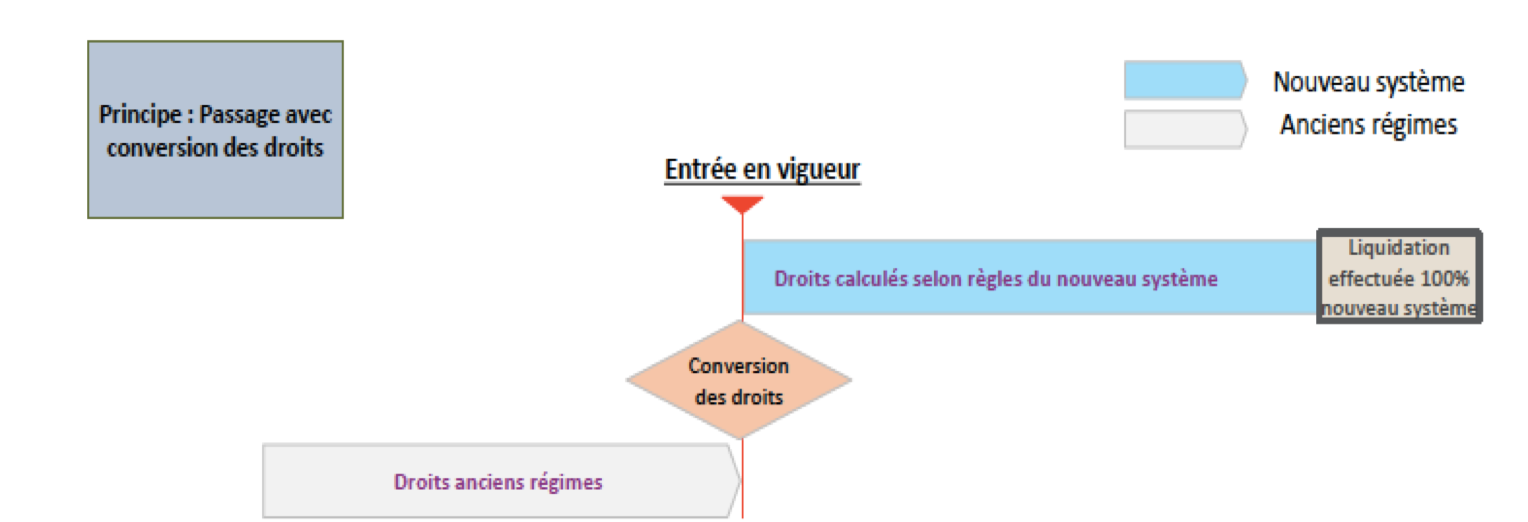 Principe : Passage avec
conversion des droits
Nouveau système
Anciens régimes
Entrée en vigueur
Droits calculés selon règles du nouveau système
Liquidation
effectuée 100%
nouveau système
Conversion
des droits
Droits anciens régimes